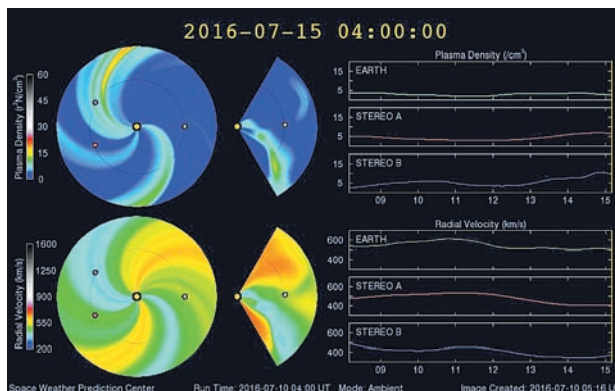 2016-07-15 04:00:00
Plasma Density (r²N/cm³)
60
45
30
15
0
Plasma Density (/cm³)
EARTH
15
5
STEREO A
15
5
STEREO B
15
5
09 10 11 12 13 14 15
Radial Velocity (km/s)
1600
1250
900
550
200
Radial Velocity (km/s)
EARTH
600
400
STEREO A
600
400
STEREO B
600
400
09 10 11 12 13 14 15
Space Weather Prediction Center Run Time: 2016-07-10 04:00 UT Mode: Ambient Image Created: 2016-07-10 05:16